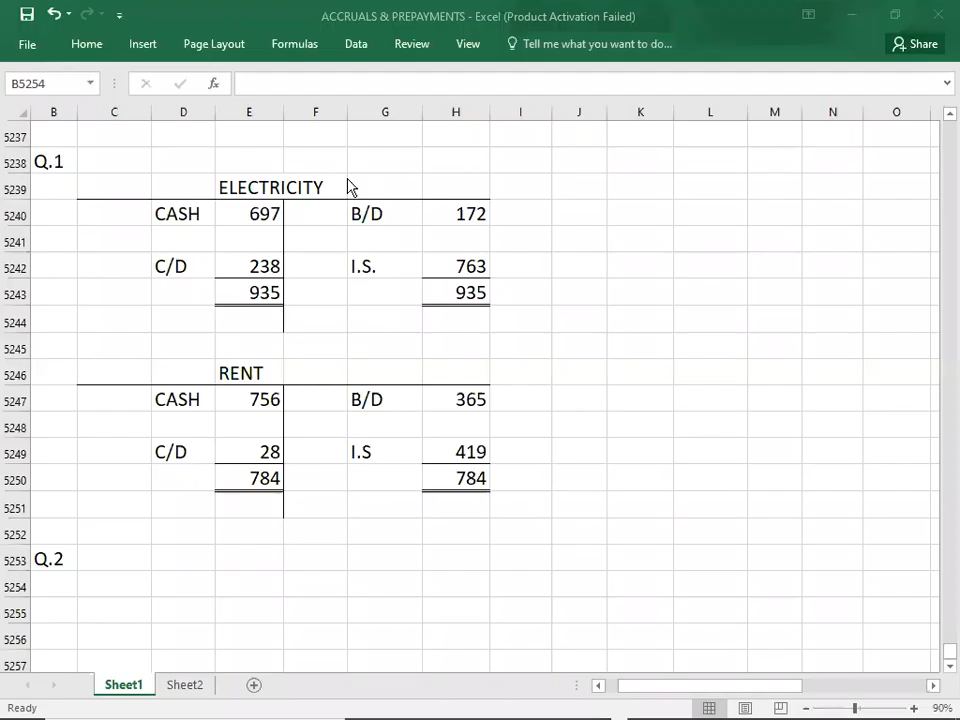 ACCRUALS & PREPAYMENTS - Excel (Product Activation Failed)
File Home Insert Page Layout Formulas Data Review View Tell me what you want to do... Share
B5254 fx
B C D E F G H I J K L M N O
5237
5238 Q.1
5239 ELECTRICITY
5240 CASH 697 B/D 172
5241
5242 C/D 238 I.S. 763
5243 935 935
5244
5245
5246 RENT
5247 CASH 756 B/D 365
5248
5249 C/D 28 I.S 419
5250 784 784
5251
5252
5253 Q.2
5254
5255
5256
5257
Sheet1 Sheet2
Ready 90%